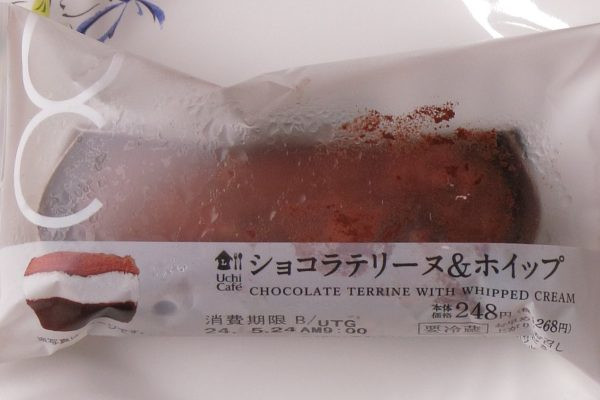 Uchi
Café
ショコラテリーヌ&ホイップ
CHOCOLATE TERRINE WITH WHIPPED CREAM
本体
価格 248円
268円)
消費期限 B/UTG
24. 5.24 AM9:00
要冷蔵